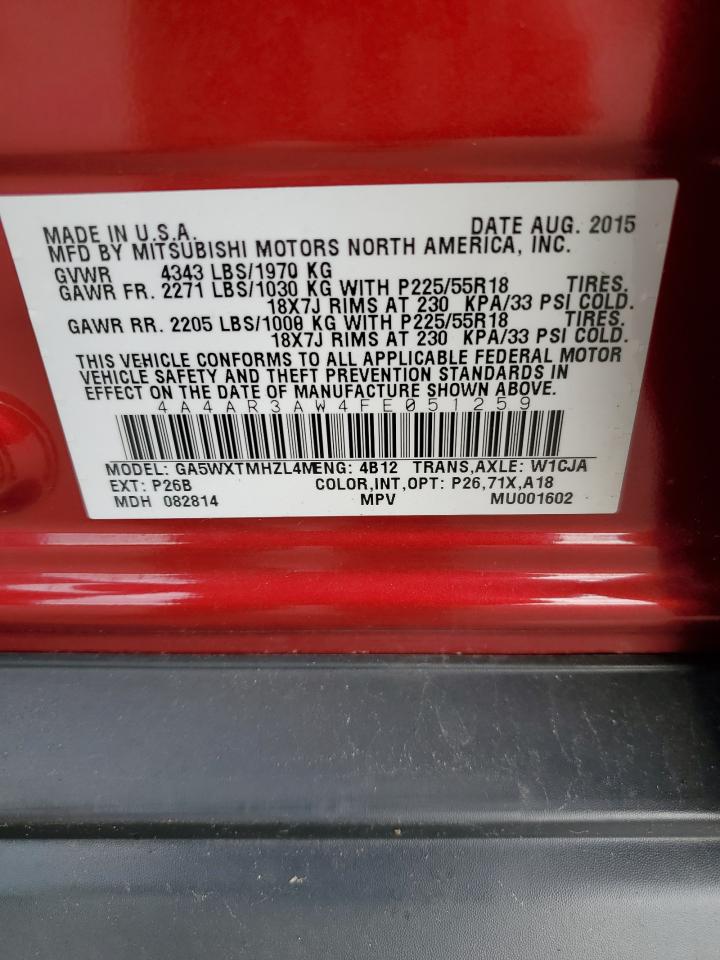 MADE IN U.S.A. DATE AUG. 2015
MFD BY MITSUBISHI MOTORS NORTH AMERICA, INC.
GVWR 4343 LBS/1970 KG
GAWR FR. 2271 LBS/1030 KG WITH P225/55R18 TIRES.
18X7J RIMS AT 230 KPA/33 PSI COLD.
GAWR RR. 2205 LBS/1000 KG WITH P225/55R18 TIRES.
18X7J RIMS AT 230 KPA/33 PSI COLD.
THIS VEHICLE CONFORMS TO ALL APPLICABLE FEDERAL MOTOR
VEHICLE SAFETY AND THEFT PREVENTION STANDARDS IN
EFFECT ON THE DATE OF MANUFACTURE SHOWN ABOVE.
4A4AR3AW4FE051259
MODEL: GA5WXTMHZL4M ENG: 4B12 TRANS,AXLE: W1CJA
EXT: P26B COLOR,INT,OPT: P26,71X,A18
MDH 082814 MPV MU001602